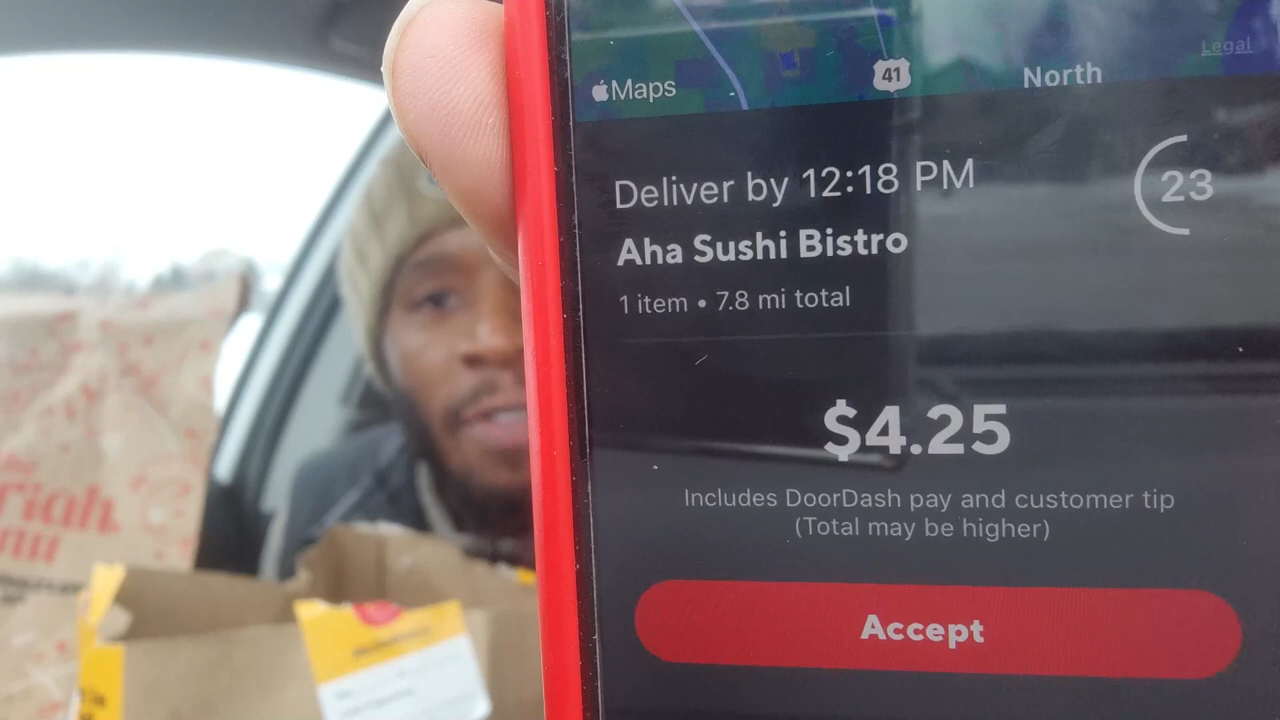 Legal
Maps
41
North
Deliver by 12:18 PM
23
Aha Sushi Bistro
1 item • 7.8 mi total
$4.25
Includes DoorDash pay and customer tip
(Total may be higher)
Accept